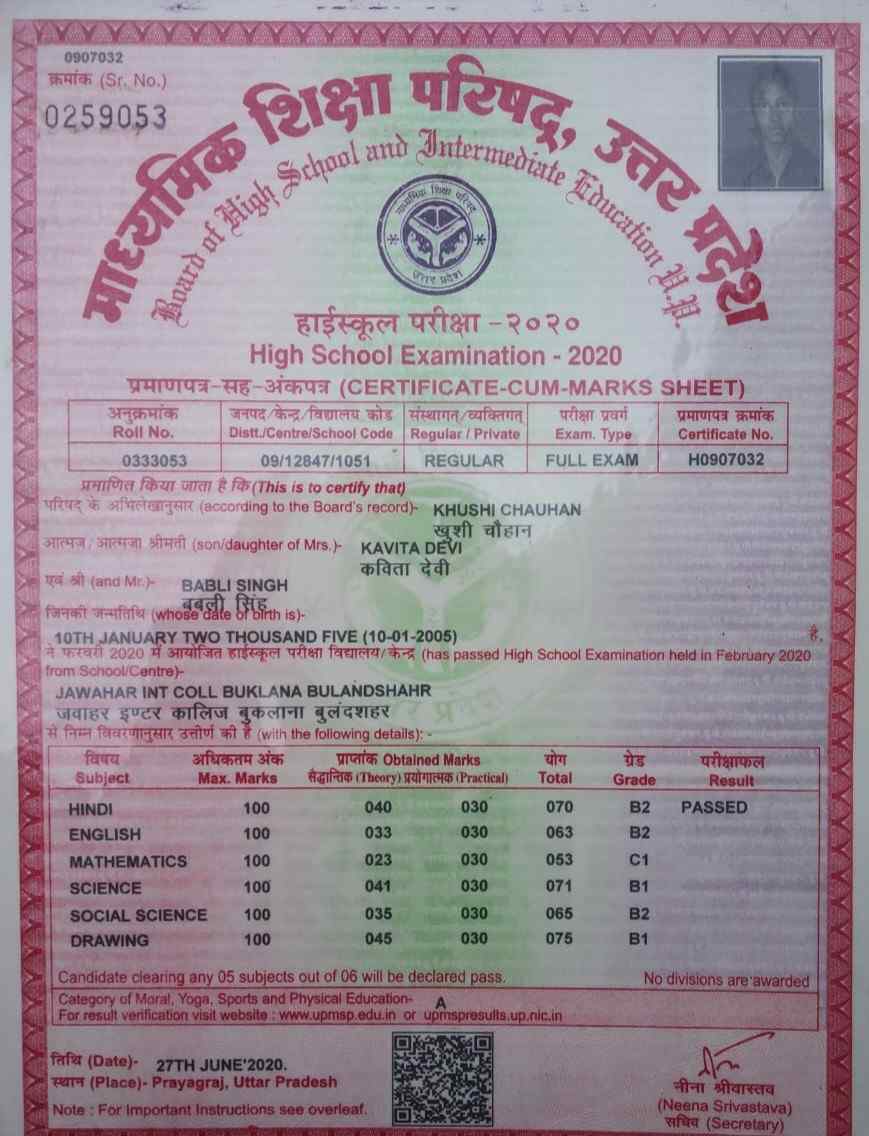 0907032
क्रमांक (Sr. No.)
0259053
माध्यमिक शिक्षा परिषद्, उत्तर प्रदेश
Board of High School and Intermediate Education U.P.
माध्यमिक शिक्षा परिषद
उत्तर प्रदेश
हाईस्कूल परीक्षा - २०२०
High School Examination - 2020
प्रमाणपत्र-सह-अंकपत्र (CERTIFICATE-CUM-MARKS SHEET)
अनुक्रमांक जनपद/केन्द्र/विद्यालय कोड संस्थागत/व्यक्तिगत परीक्षा प्रवर्ग प्रमाणपत्र क्रमांक
Roll No. Distt./Centre/School Code Regular / Private Exam. Type Certificate No.
0333053 09/12847/1051 REGULAR FULL EXAM H0907032
प्रमाणित किया जाता है कि (This is to certify that)
परिषद के अभिलेखानुसार (according to the Board's record)- KHUSHI CHAUHAN
खुशी चौहान
आत्मज/आत्मजा श्रीमती (son/daughter of Mrs.)- KAVITA DEVI
कविता देवी
एवं श्री (and Mr.)- BABLI SINGH
बबली सिंह
जिनकी जन्मतिथि (whose date of birth is)-
10TH JANUARY TWO THOUSAND FIVE (10-01-2005) है,
ने फरवरी 2020 में आयोजित हाईस्कूल परीक्षा विद्यालय/केन्द्र (has passed High School Examination held in February 2020
from School/Centre)-
JAWAHAR INT COLL BUKLANA BULANDSHAHR
जवाहर इण्टर कालिज बुकलाना बुलंदशहर
से निम्न विवरणानुसार उत्तीर्ण की है (with the following details): -
विषय अधिकतम अंक प्राप्तांक Obtained Marks योग ग्रेड परीक्षाफल
Subject Max. Marks सैद्धान्तिक (Theory) प्रयोगात्मक (Practical) Total Grade Result
HINDI 100 040 030 070 B2 PASSED
ENGLISH 100 033 030 063 B2
MATHEMATICS 100 023 030 053 C1
SCIENCE 100 041 030 071 B1
SOCIAL SCIENCE 100 035 030 065 B2
DRAWING 100 045 030 075 B1
Candidate clearing any 05 subjects out of 06 will be declared pass. No divisions are awarded
Category of Moral, Yoga, Sports and Physical Education- A
For result verification visit website : www.upmsp.edu.in or upmspresults.up.nic.in
तिथि (Date)- 27TH JUNE'2020.
स्थान (Place)- Prayagraj, Uttar Pradesh
Note : For Important Instructions see overleaf.
नीना श्रीवास्तव
(Neena Srivastava)
सचिव (Secretary)